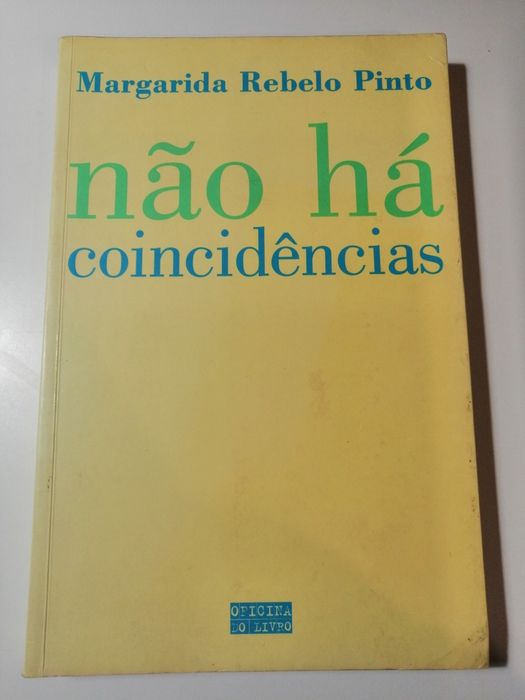 Margarida Rebelo Pinto
não há
coincidências
OFICINA
DO LIVRO